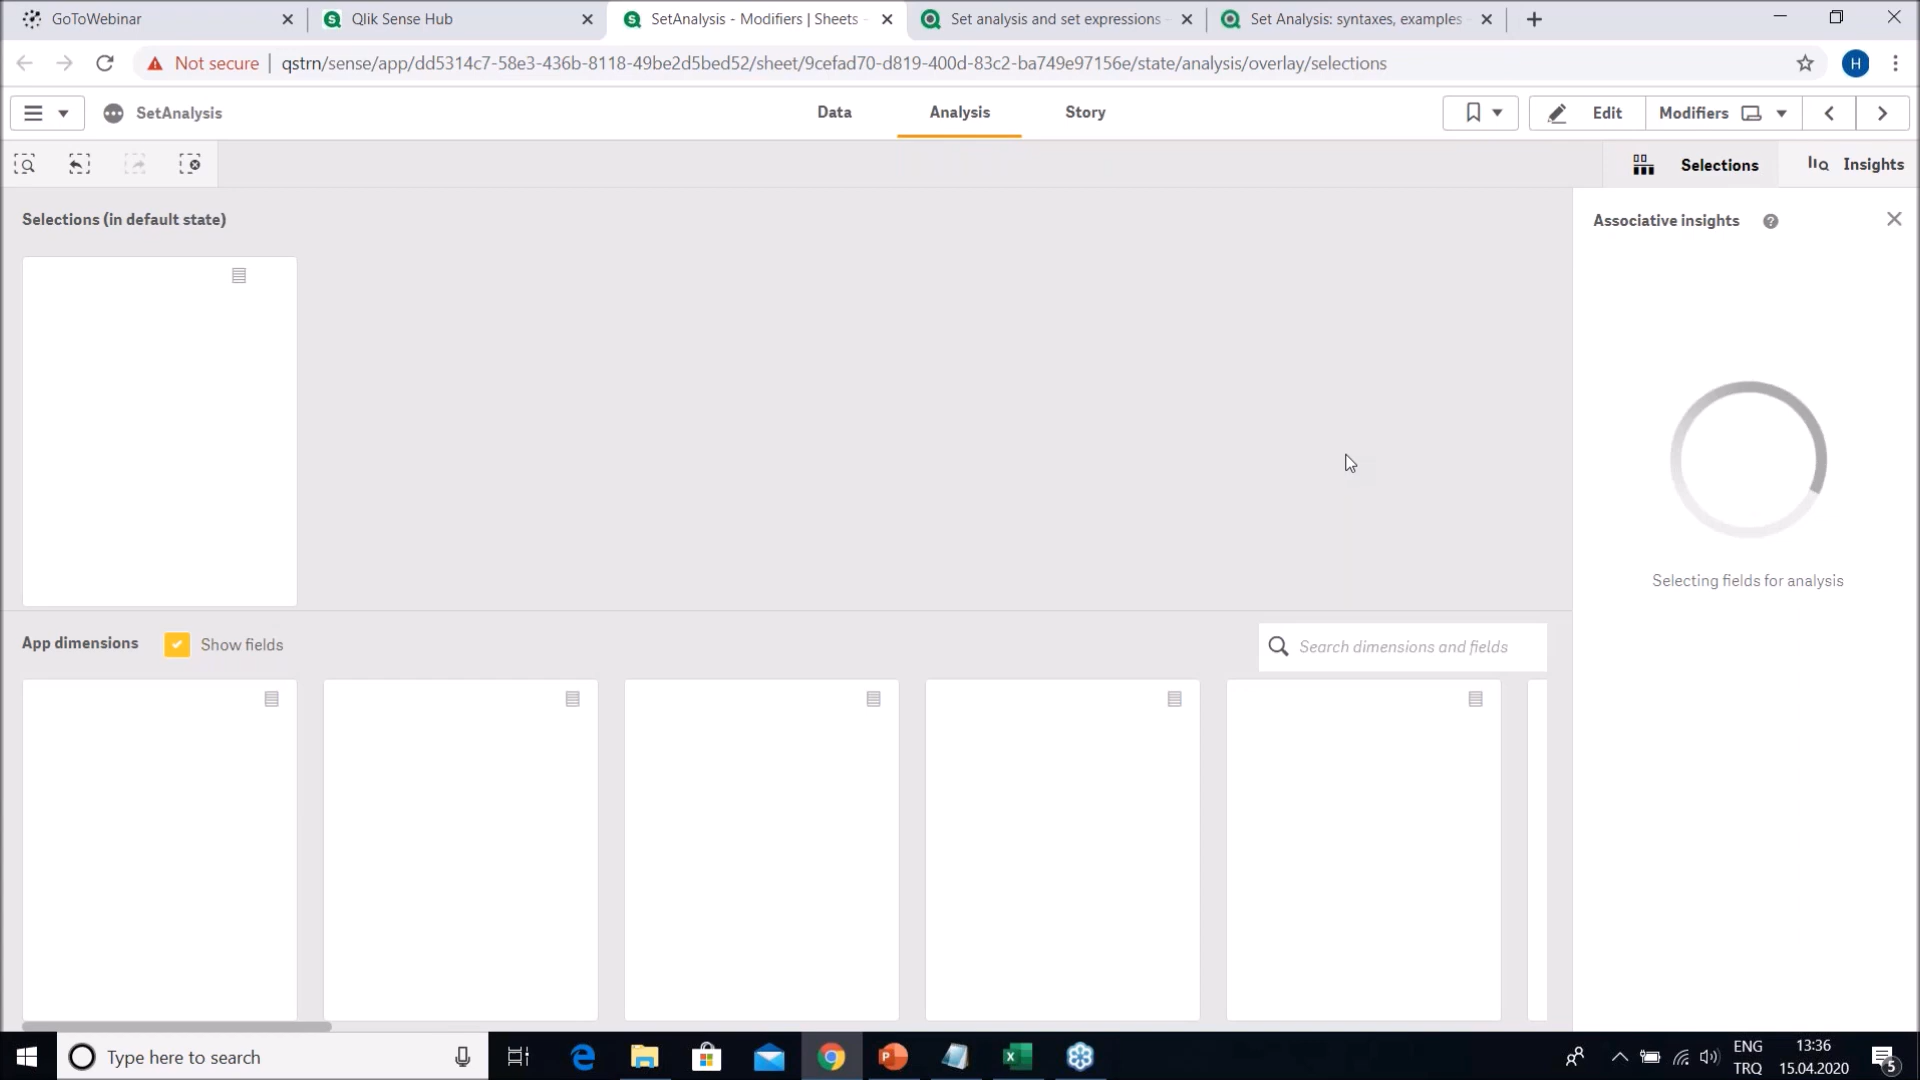 GoToWebinar
Qlik Sense Hub
SetAnalysis - Modifiers | Sheets -
Set analysis and set expressions -
Set Analysis: syntaxes, examples -
Not secure
qstrn/sense/app/dd5314c7-58e3-436b-8118-49be2d5bed52/sheet/9cefad70-d819-400d-83c2-ba749e97156e/state/analysis/overlay/selections
H
SetAnalysis
Data
Analysis
Story
Edit
Modifiers
Selections
Insights
Selections (in default state)
Associative insights
Selecting fields for analysis
App dimensions
Show fields
Search dimensions and fields
Type here to search
ENG
TRQ
13:36
15.04.2020
5